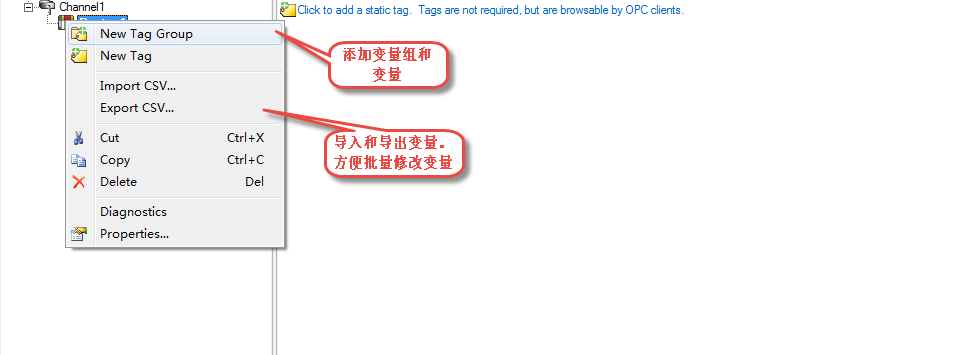 Channel1
Click to add a static tag. Tags are not required, but are browsable by OPC clients.
New Tag Group
New Tag
添加变量组和
变量
Import CSV...
Export CSV...
导入和导出变量。
方便批量修改变量
Cut Ctrl+X
Copy Ctrl+C
Delete Del
Diagnostics
Properties...